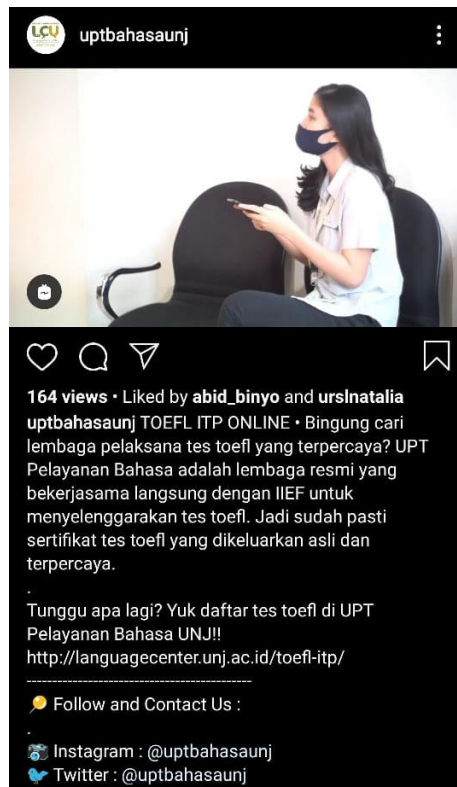 LCU
uptbahasaunj
164 views • Liked by abid_binyo and urslnatalia
uptbahasaunj TOEFL ITP ONLINE • Bingung cari
lembaga pelaksana tes toefl yang terpercaya? UPT
Pelayanan Bahasa adalah lembaga resmi yang
bekerjasama langsung dengan IIEF untuk
menyelenggarakan tes toefl. Jadi sudah pasti
sertifikat tes toefl yang dikeluarkan asli dan
terpercaya.
.
Tunggu apa lagi? Yuk daftar tes toefl di UPT
Pelayanan Bahasa UNJ!!
http://languagecenter.unj.ac.id/toefl-itp/
--------------------------------------------
🔎 Follow and Contact Us :
.
📷 Instagram : @uptbahasaunj
🐦 Twitter : @uptbahasaunj